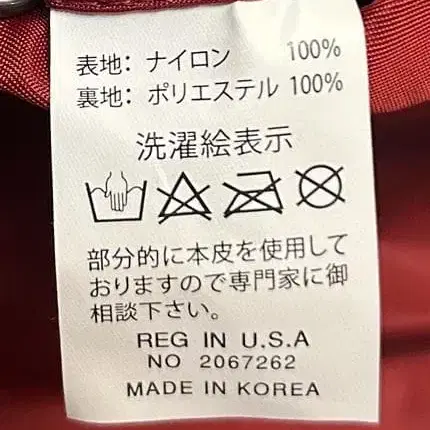 表地: ナイロン 100%
裏地: ポリエステル 100%
洗濯絵表示
部分的に本皮を使用して
おりますので専門家に御
相談下さい。
REG IN U.S.A
NO 2067262
MADE IN KOREA